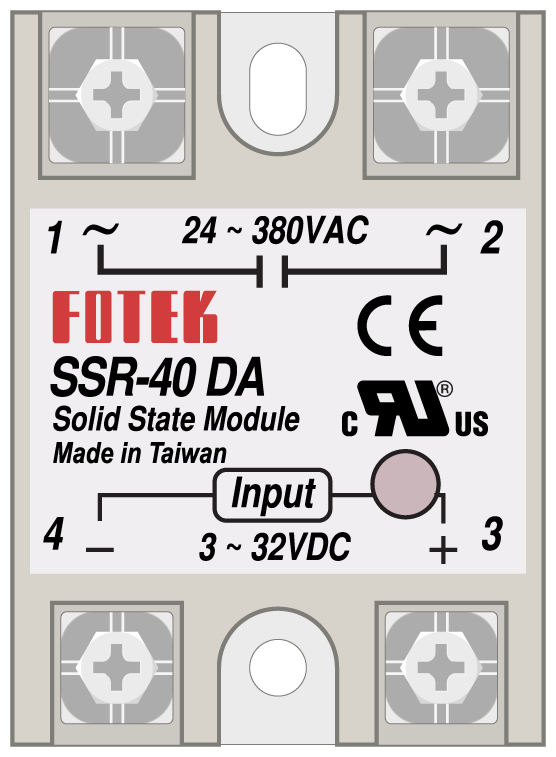 1 ~ 24 ~ 380VAC ~ 2
FOTEK
CE
SSR-40 DA
Solid State Module
c RU® US
Made in Taiwan
Input
4 – 3 ~ 32VDC + 3